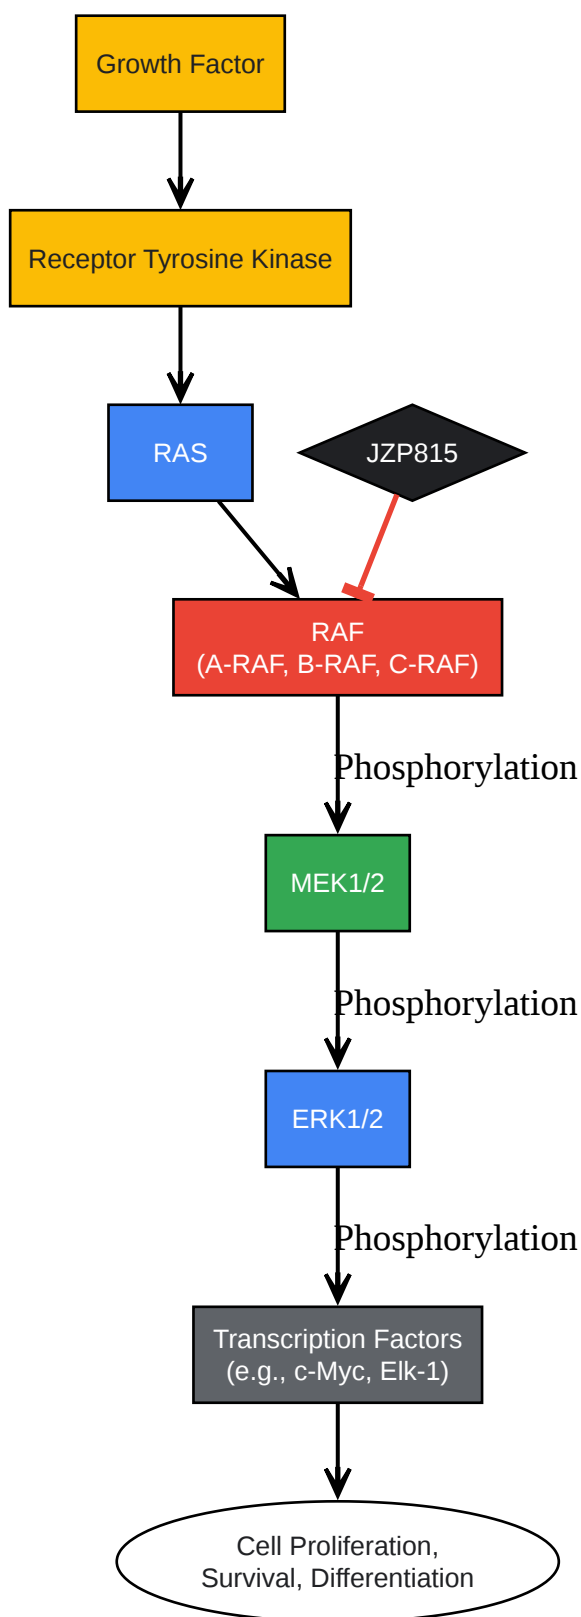 Growth Factor
Receptor Tyrosine Kinase
RAS
JZP815
RAF
(A-RAF, B-RAF, C-RAF)
Phosphorylation
MEK1/2
Phosphorylation
ERK1/2
Phosphorylation
Transcription Factors
(e.g., c-Myc, Elk-1)
Cell Proliferation,
Survival, Differentiation